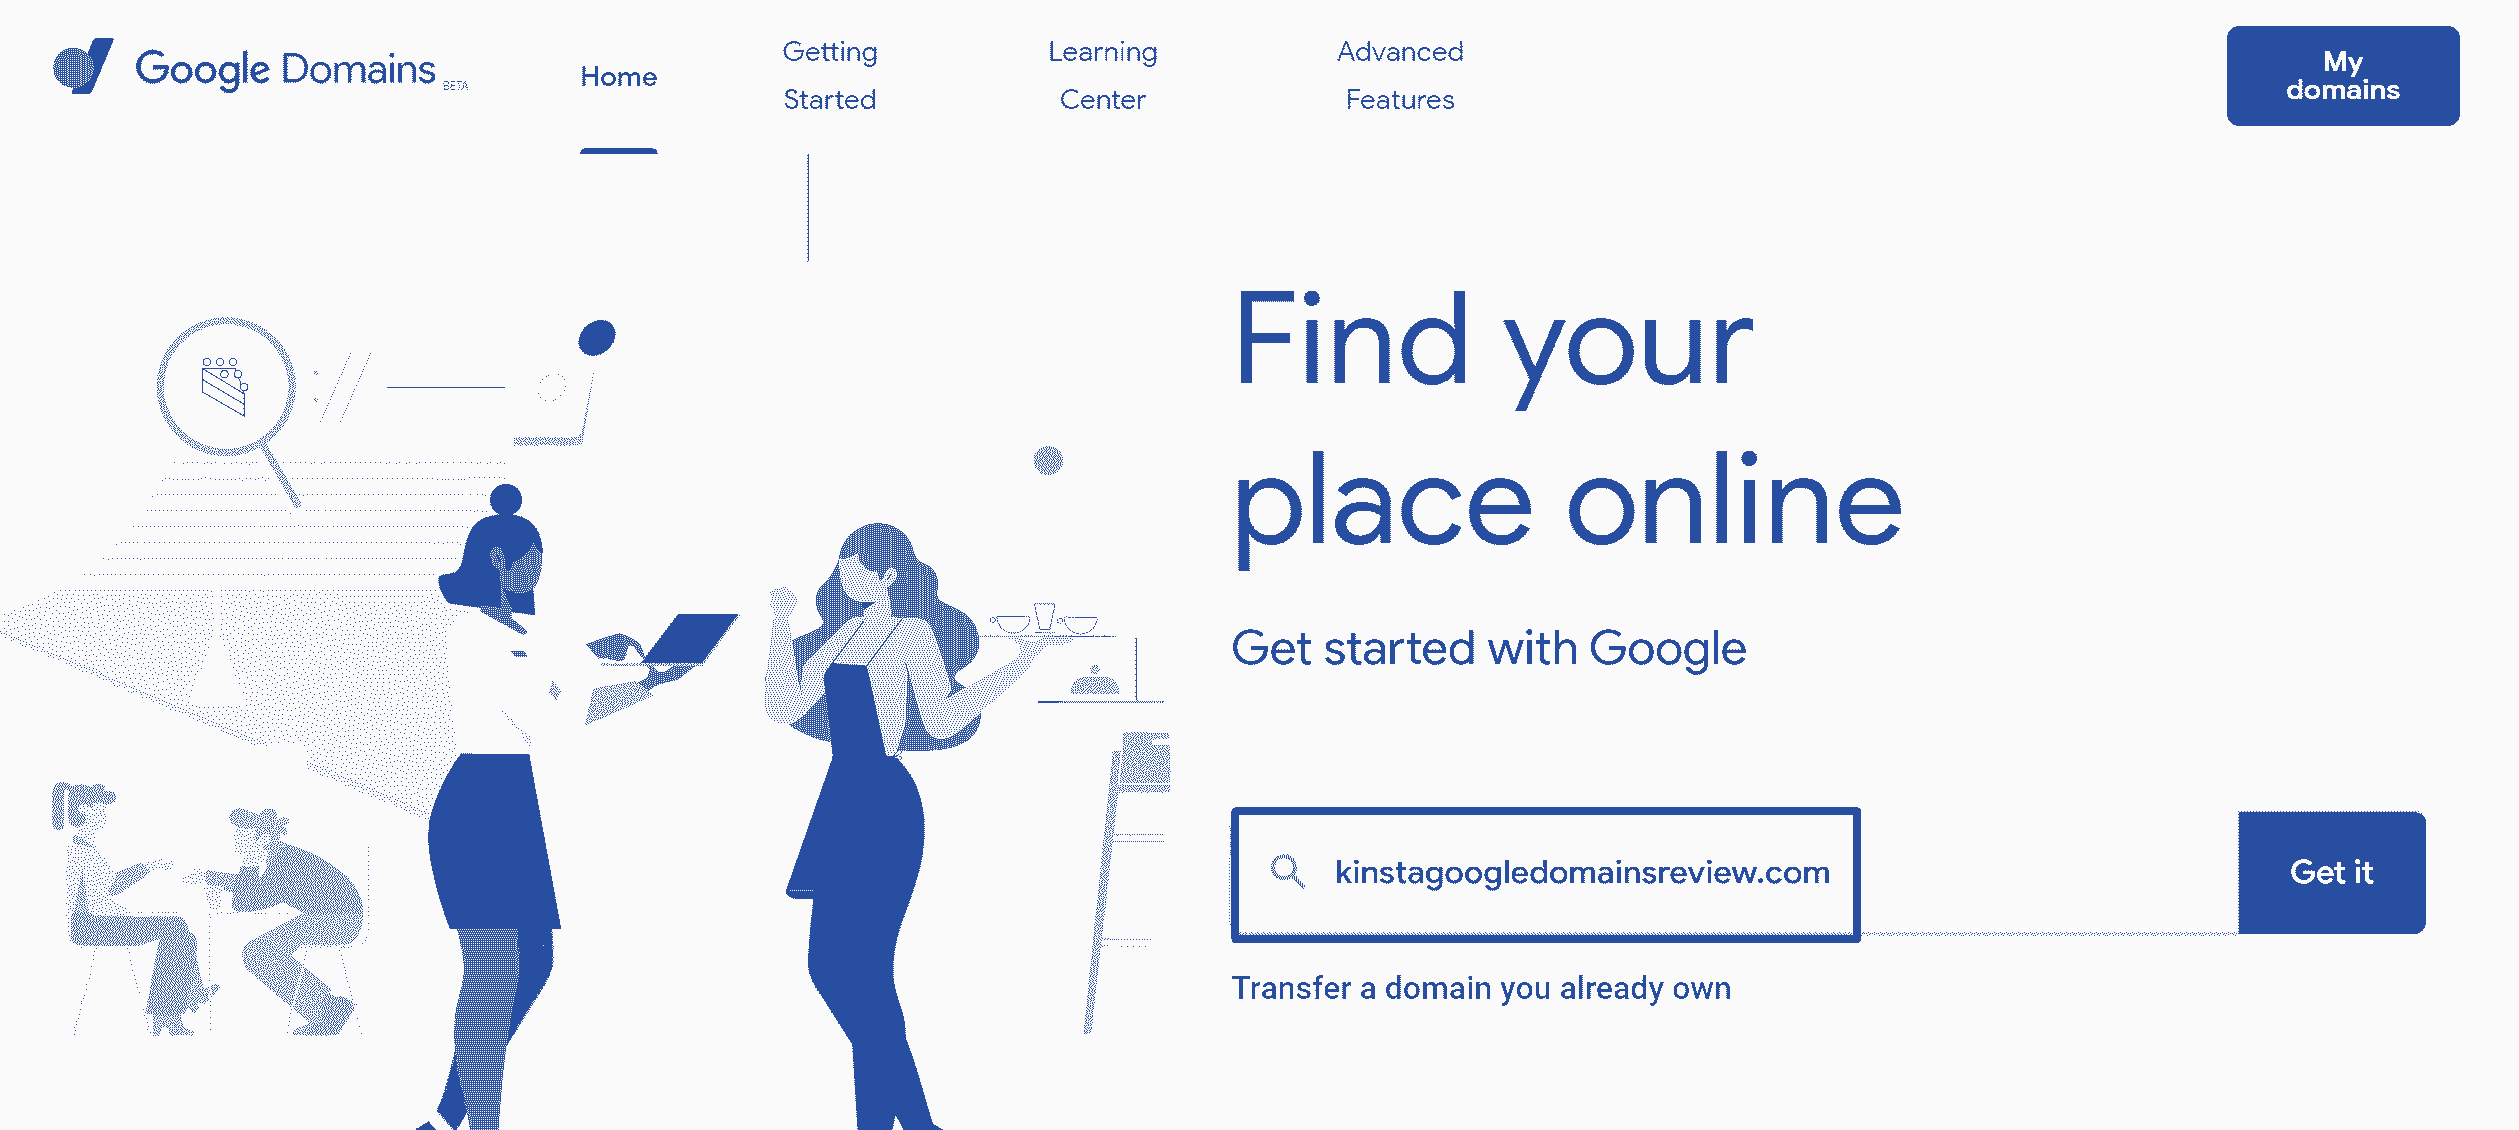 Google Domains BETA
Home
Getting
Started
Learning
Center
Advanced
Features
My
domains
Find your
place online
Get started with Google
kinstagoogledomainsreview.com
Get it
Transfer a domain you already own